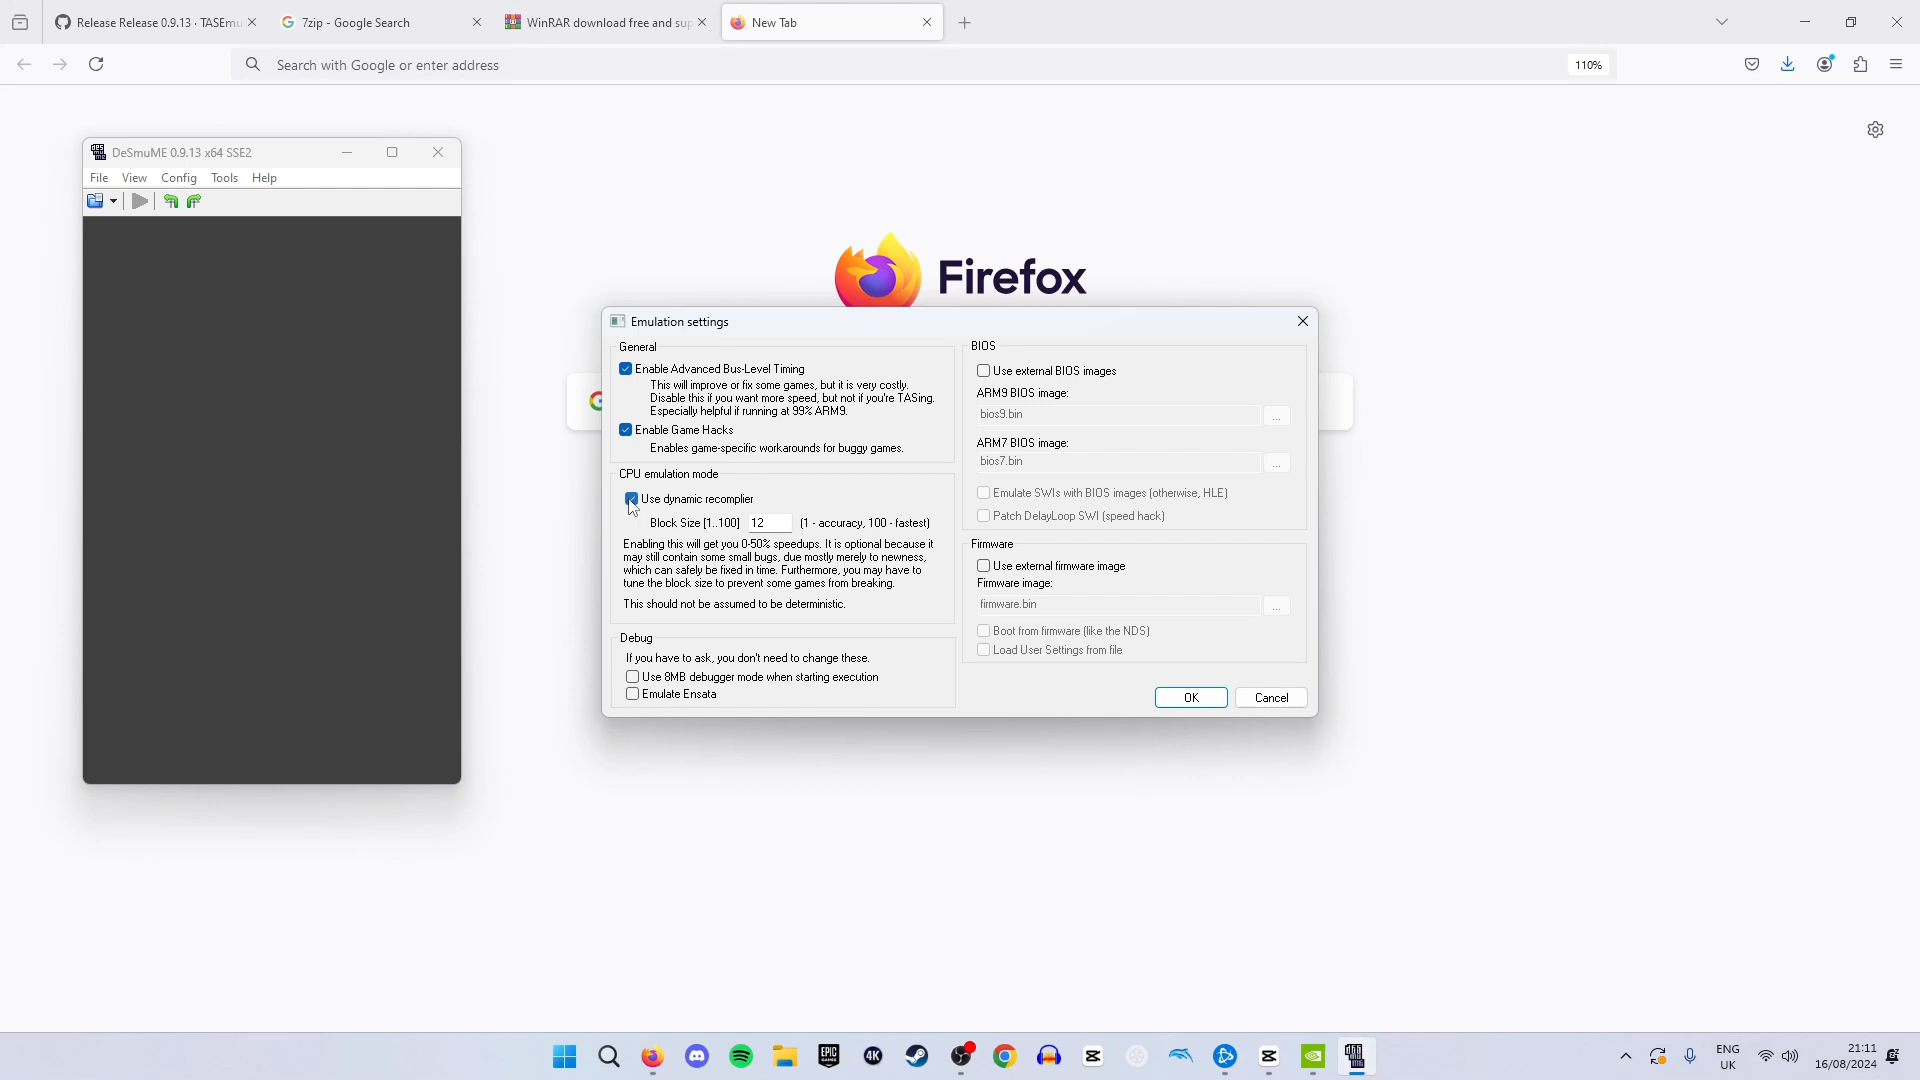 Release Release 0.9.13 · TASEmu
7zip - Google Search
WinRAR download free and sup
New Tab
Search with Google or enter address
110%
DeSmuME 0.9.13 x64 SSE2
File View Config Tools Help
Firefox
Emulation settings
General
Enable Advanced Bus-Level Timing
This will improve or fix some games, but it is very costly.
Disable this if you want more speed, but not if you're TASing.
Especially helpful if running at 99% ARM9.
Enable Game Hacks
Enables game-specific workarounds for buggy games.
CPU emulation mode
Use dynamic recomplier
Block Size [1..100] 12 (1 - accuracy, 100 - fastest)
Enabling this will get you 0-50% speedups. It is optional because it
may still contain some small bugs, due mostly merely to newness,
which can safely be fixed in time. Furthermore, you may have to
tune the block size to prevent some games from breaking.
This should not be assumed to be deterministic.
Debug
If you have to ask, you don't need to change these.
Use 8MB debugger mode when starting execution
Emulate Ensata
BIOS
Use external BIOS images
ARM9 BIOS image:
bios9.bin
...
ARM7 BIOS image:
bios7.bin
...
Emulate SWIs with BIOS images (otherwise, HLE)
Patch DelayLoop SWI (speed hack)
Firmware
Use external firmware image
Firmware image:
firmware.bin
...
Boot from firmware (like the NDS)
Load User Settings from file
OK
Cancel
EPIC
GAMES
4K
ENG
UK
21:11
16/08/2024